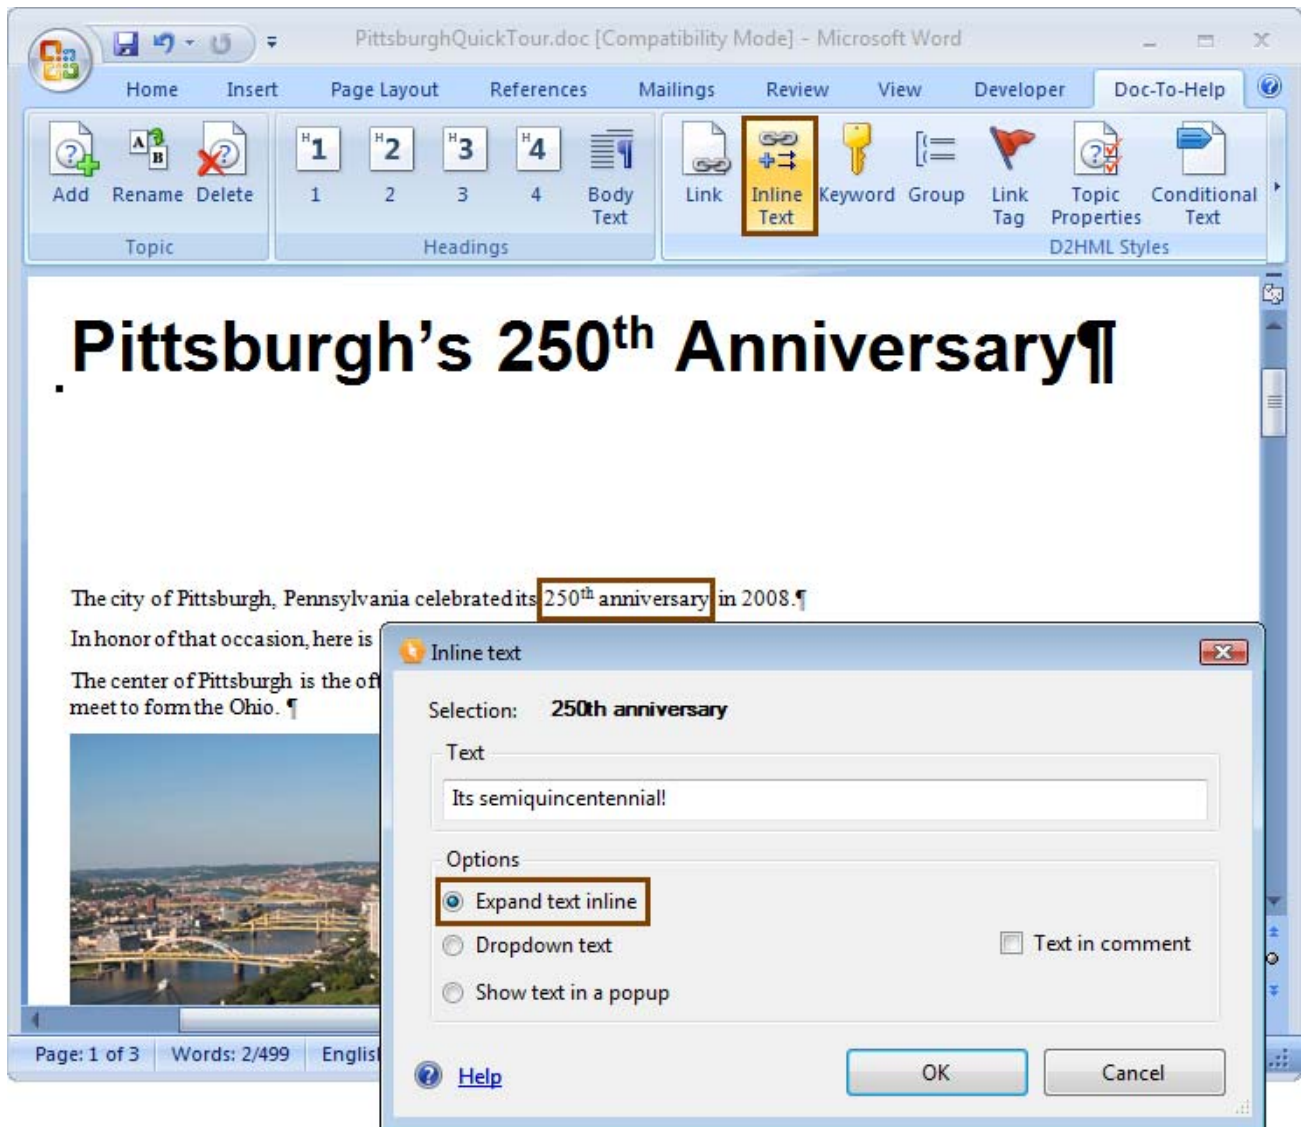 PittsburghQuickTour.doc [Compatibility Mode] - Microsoft Word
Home Insert Page Layout References Mailings Review View Developer Doc-To-Help
A B H1 H2 H3 H4
Add Rename Delete 1 2 3 4 Body Text Link Inline Text Keyword Group Link Tag Topic Properties Conditional Text
Topic Headings D2HML Styles
Pittsburgh's 250th Anniversary¶
The city of Pittsburgh, Pennsylvania celebrated its 250th anniversary in 2008.¶
In honor of that occasion, here is
The center of Pittsburgh is the of
meet to form the Ohio. ¶
Inline text
Selection: 250th anniversary
Text
Its semiquincentennial!
Options
Expand text inline
Dropdown text
Text in comment
Show text in a popup
Help OK Cancel
Page: 1 of 3 Words: 2/499 Englis